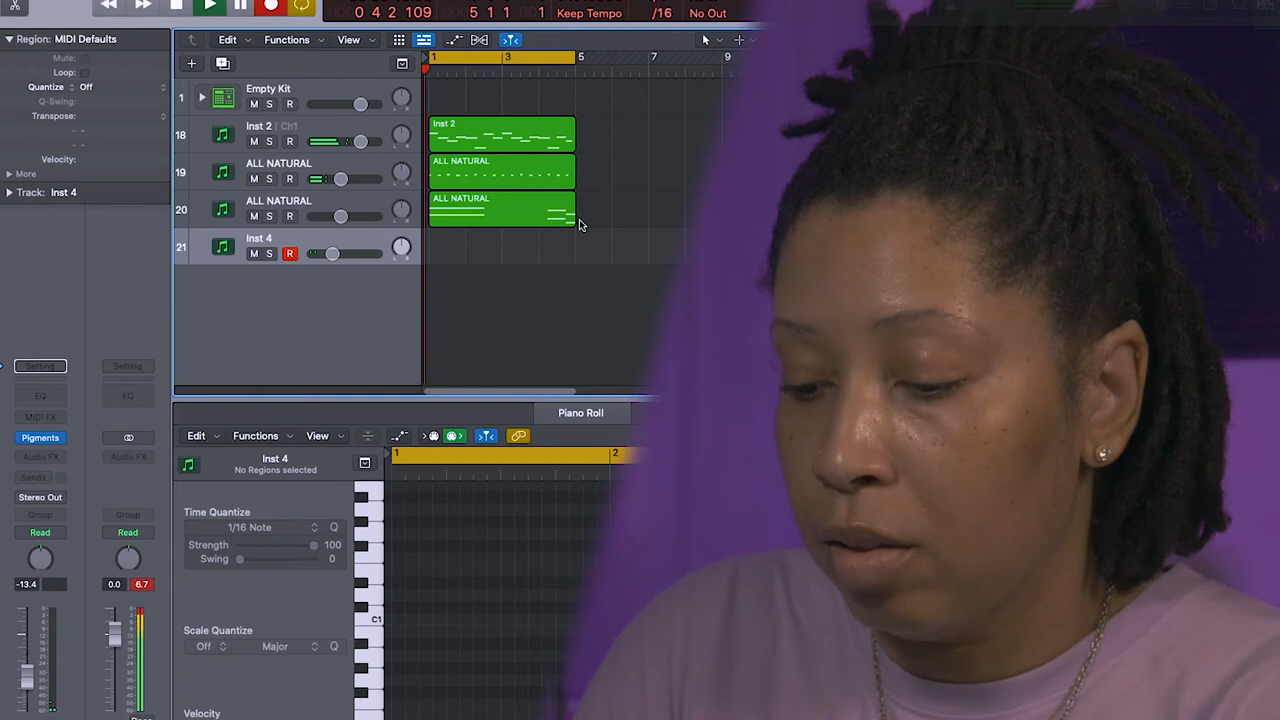 0 4 2 109 5 1 1 1 Keep Tempo /16 No Out
Region: MIDI Defaults
Mute:
Loop:
Quantize Off
Q-Swing:
Transpose:
Velocity:
More
Track: Inst 4
Edit Functions View
1 3 5 7 9
1 Empty Kit
M S R
18 Inst 2 | Ch1
M S R
Inst 2
19 ALL NATURAL
M S R
ALL NATURAL
20 ALL NATURAL
M S R
ALL NATURAL
21 Inst 4
M S R
Setting Setting
EQ EQ
MIDI FX
Pigments
Audio FX Audio FX
Sends
Stereo Out
Group Group
Read Read
-13.4 0.0 6.7
Piano Roll
Edit Functions View
Inst 4
No Regions selected
1 2
Time Quantize
1/16 Note Q
Strength 100
Swing 0
C1
Scale Quantize
Off Major Q
Velocity